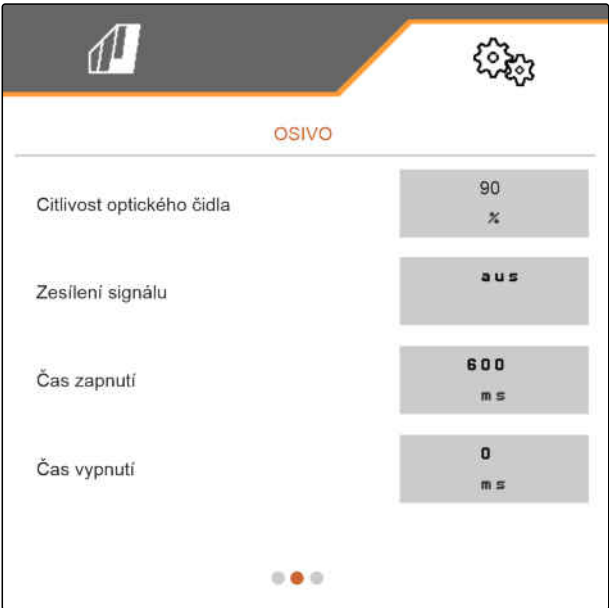 OSIVO
Citlivost optického čidla
90
%
Zesílení signálu
aus
Čas zapnutí
600
ms
Čas vypnutí
0
ms